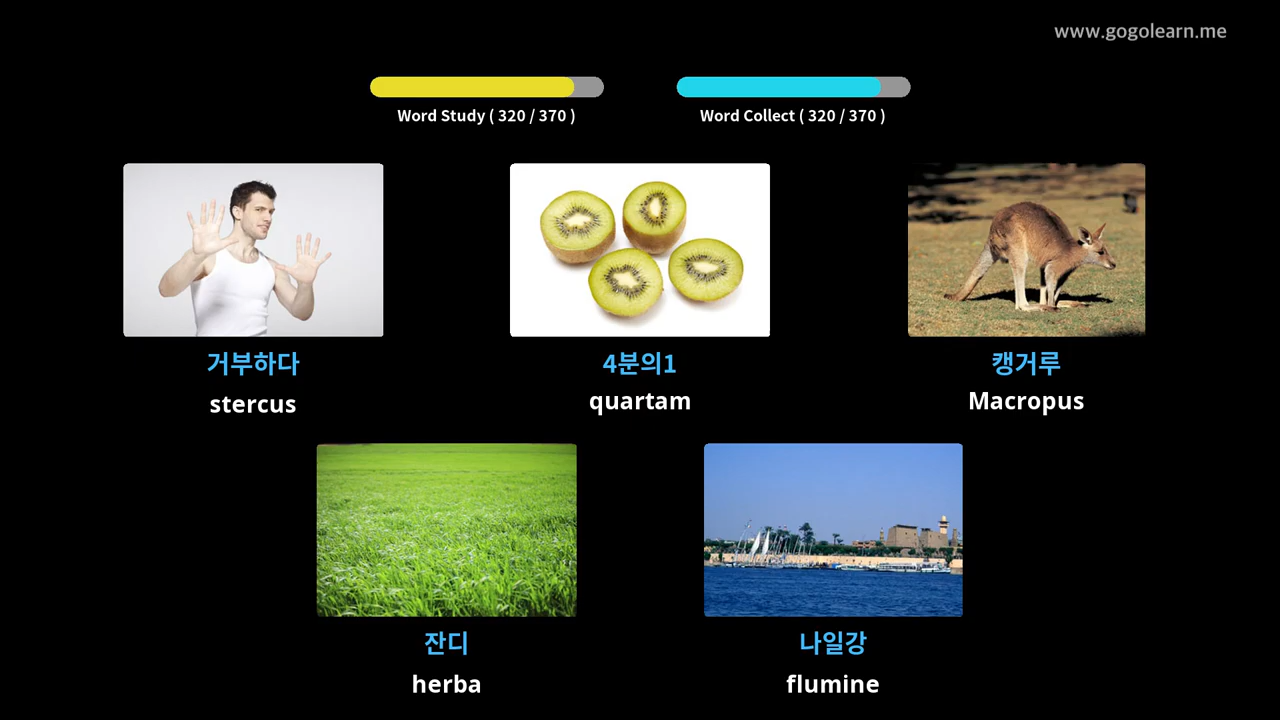 www.gogolearn.me
Word Study ( 320 / 370 )
Word Collect ( 320 / 370 )
거부하다
4분의1
캥거루
stercus
quartam
Macropus
잔디
나일강
herba
flumine